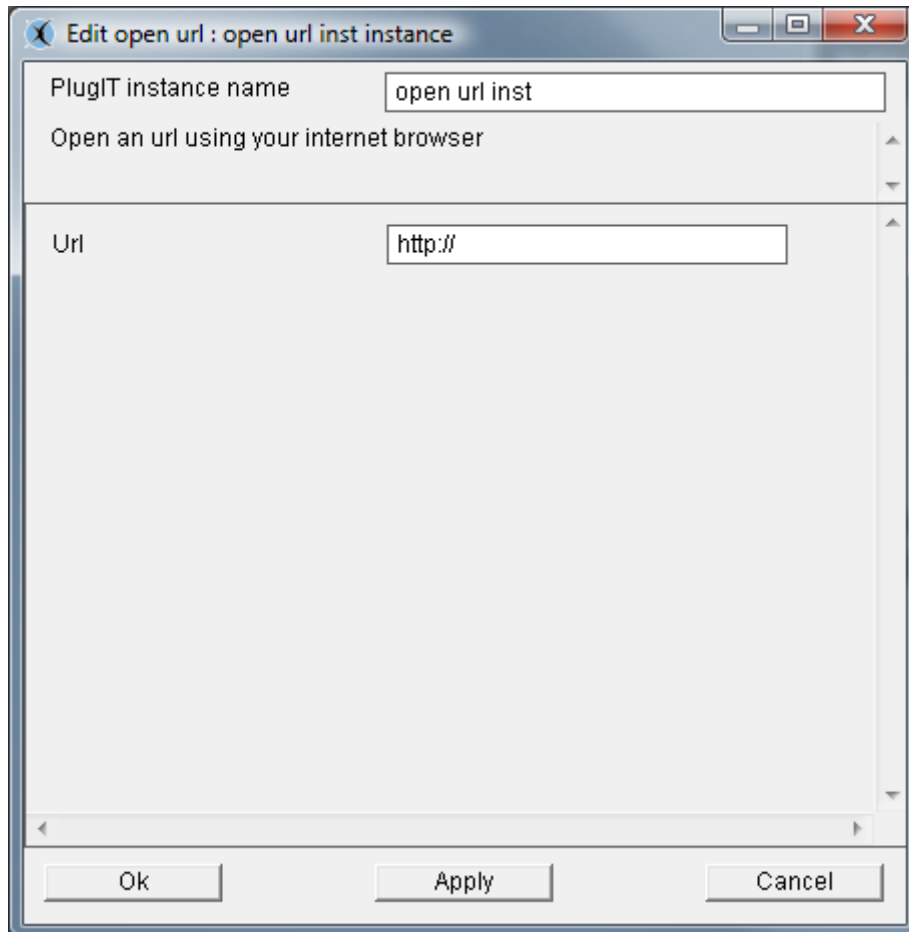 Edit open url : open url inst instance
PlugIT instance name open url inst
Open an url using your internet browser
Url http://
Ok Apply Cancel